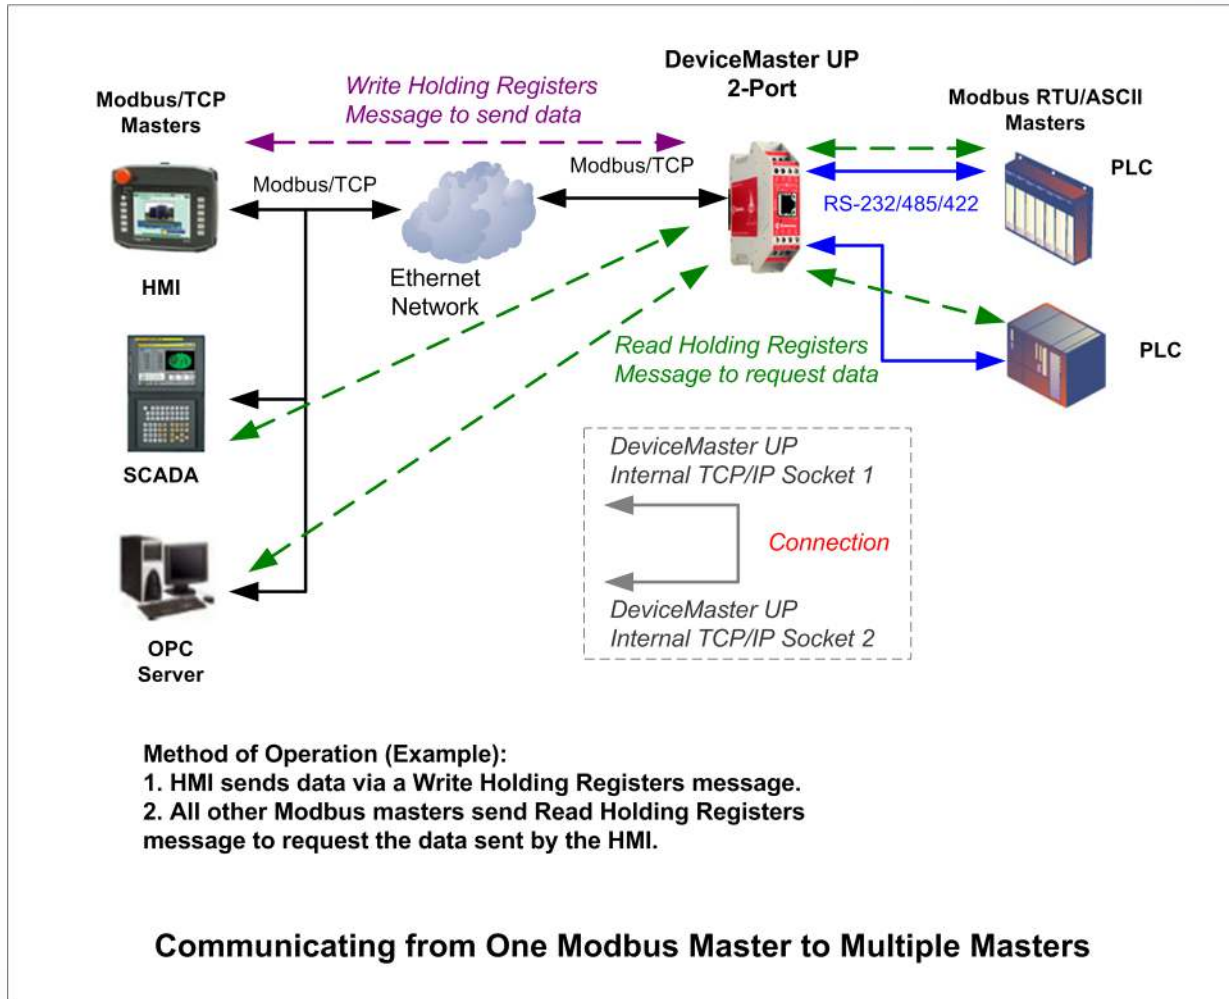 DeviceMaster UP
2-Port
Write Holding Registers
Message to send data
Modbus/TCP
Masters
Modbus RTU/ASCII
Masters
Modbus/TCP
Modbus/TCP
PLC
RS-232/485/422
HMI
Ethernet
Network
Read Holding Registers
Message to request data
PLC
SCADA
DeviceMaster UP
Internal TCP/IP Socket 1
Connection
DeviceMaster UP
Internal TCP/IP Socket 2
OPC
Server
Method of Operation (Example):
1. HMI sends data via a Write Holding Registers message.
2. All other Modbus masters send Read Holding Registers
message to request the data sent by the HMI.
Communicating from One Modbus Master to Multiple Masters